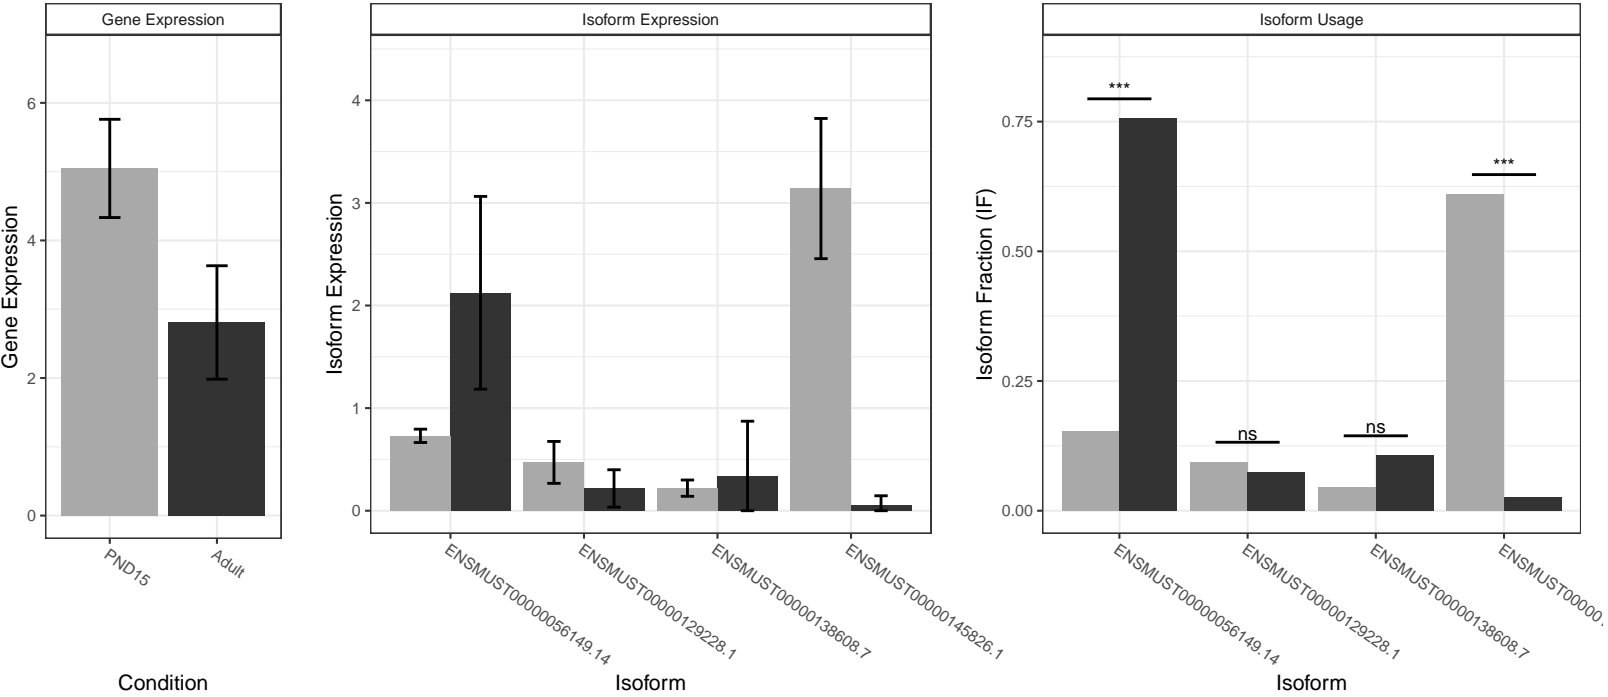 Gene Expression
Isoform Expression
Isoform Usage
Gene Expression
6
4
2
0
PND15
Adult
Condition
Isoform Expression
4
3
2
1
0
ENSMUST00000056149.14
ENSMUST00000129228.1
ENSMUST00000138608.7
ENSMUST00000145826.1
Isoform
Isoform Fraction (IF)
0.75
0.50
0.25
0.00
***
ns
ns
***
ENSMUST00000056149.14
ENSMUST00000129228.1
ENSMUST00000138608.7
Isoform